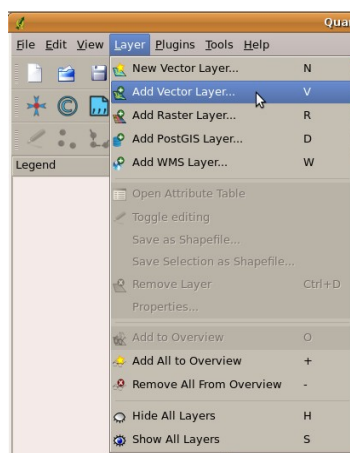 Qua
File Edit View Layer Plugins Tools Help
New Vector Layer... N
Add Vector Layer... V
Add Raster Layer... R
Add PostGIS Layer... D
Add WMS Layer... W
Legend
Open Attribute Table
Toggle editing
Save as Shapefile...
Save Selection as Shapefile...
Remove Layer Ctrl+D
Properties...
Add to Overview O
Add All to Overview +
Remove All From Overview -
Hide All Layers H
Show All Layers S